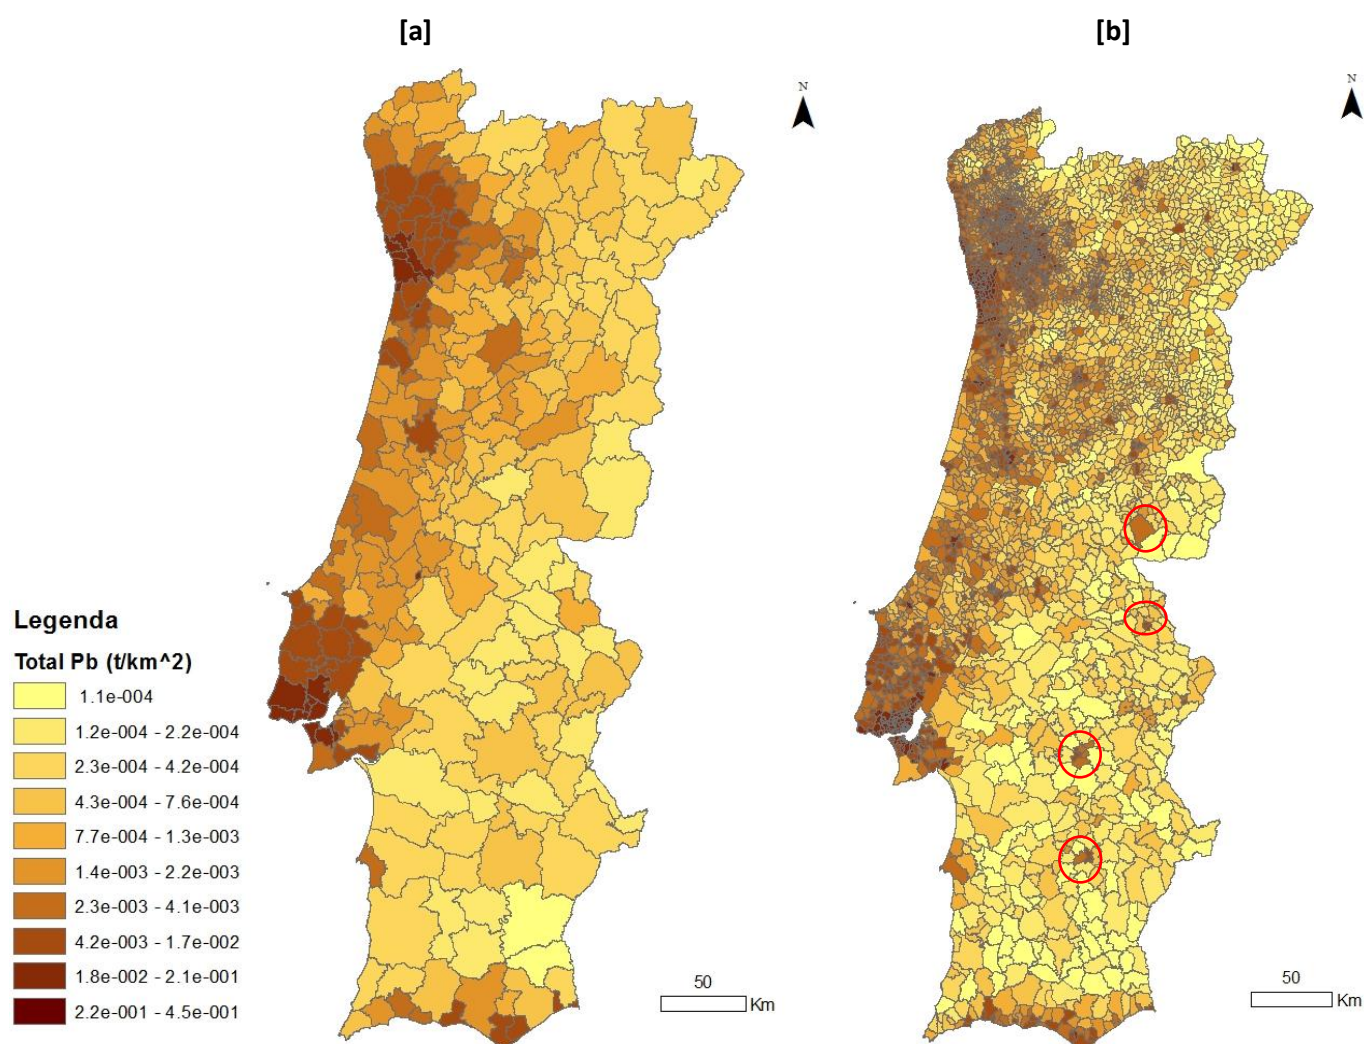 [a]
[b]
N
N
Legenda
Total Pb (t/km^2)
1.1e-004
1.2e-004 - 2.2e-004
2.3e-004 - 4.2e-004
4.3e-004 - 7.6e-004
7.7e-004 - 1.3e-003
1.4e-003 - 2.2e-003
2.3e-003 - 4.1e-003
4.2e-003 - 1.7e-002
1.8e-002 - 2.1e-001
2.2e-001 - 4.5e-001
50
Km
50
Km